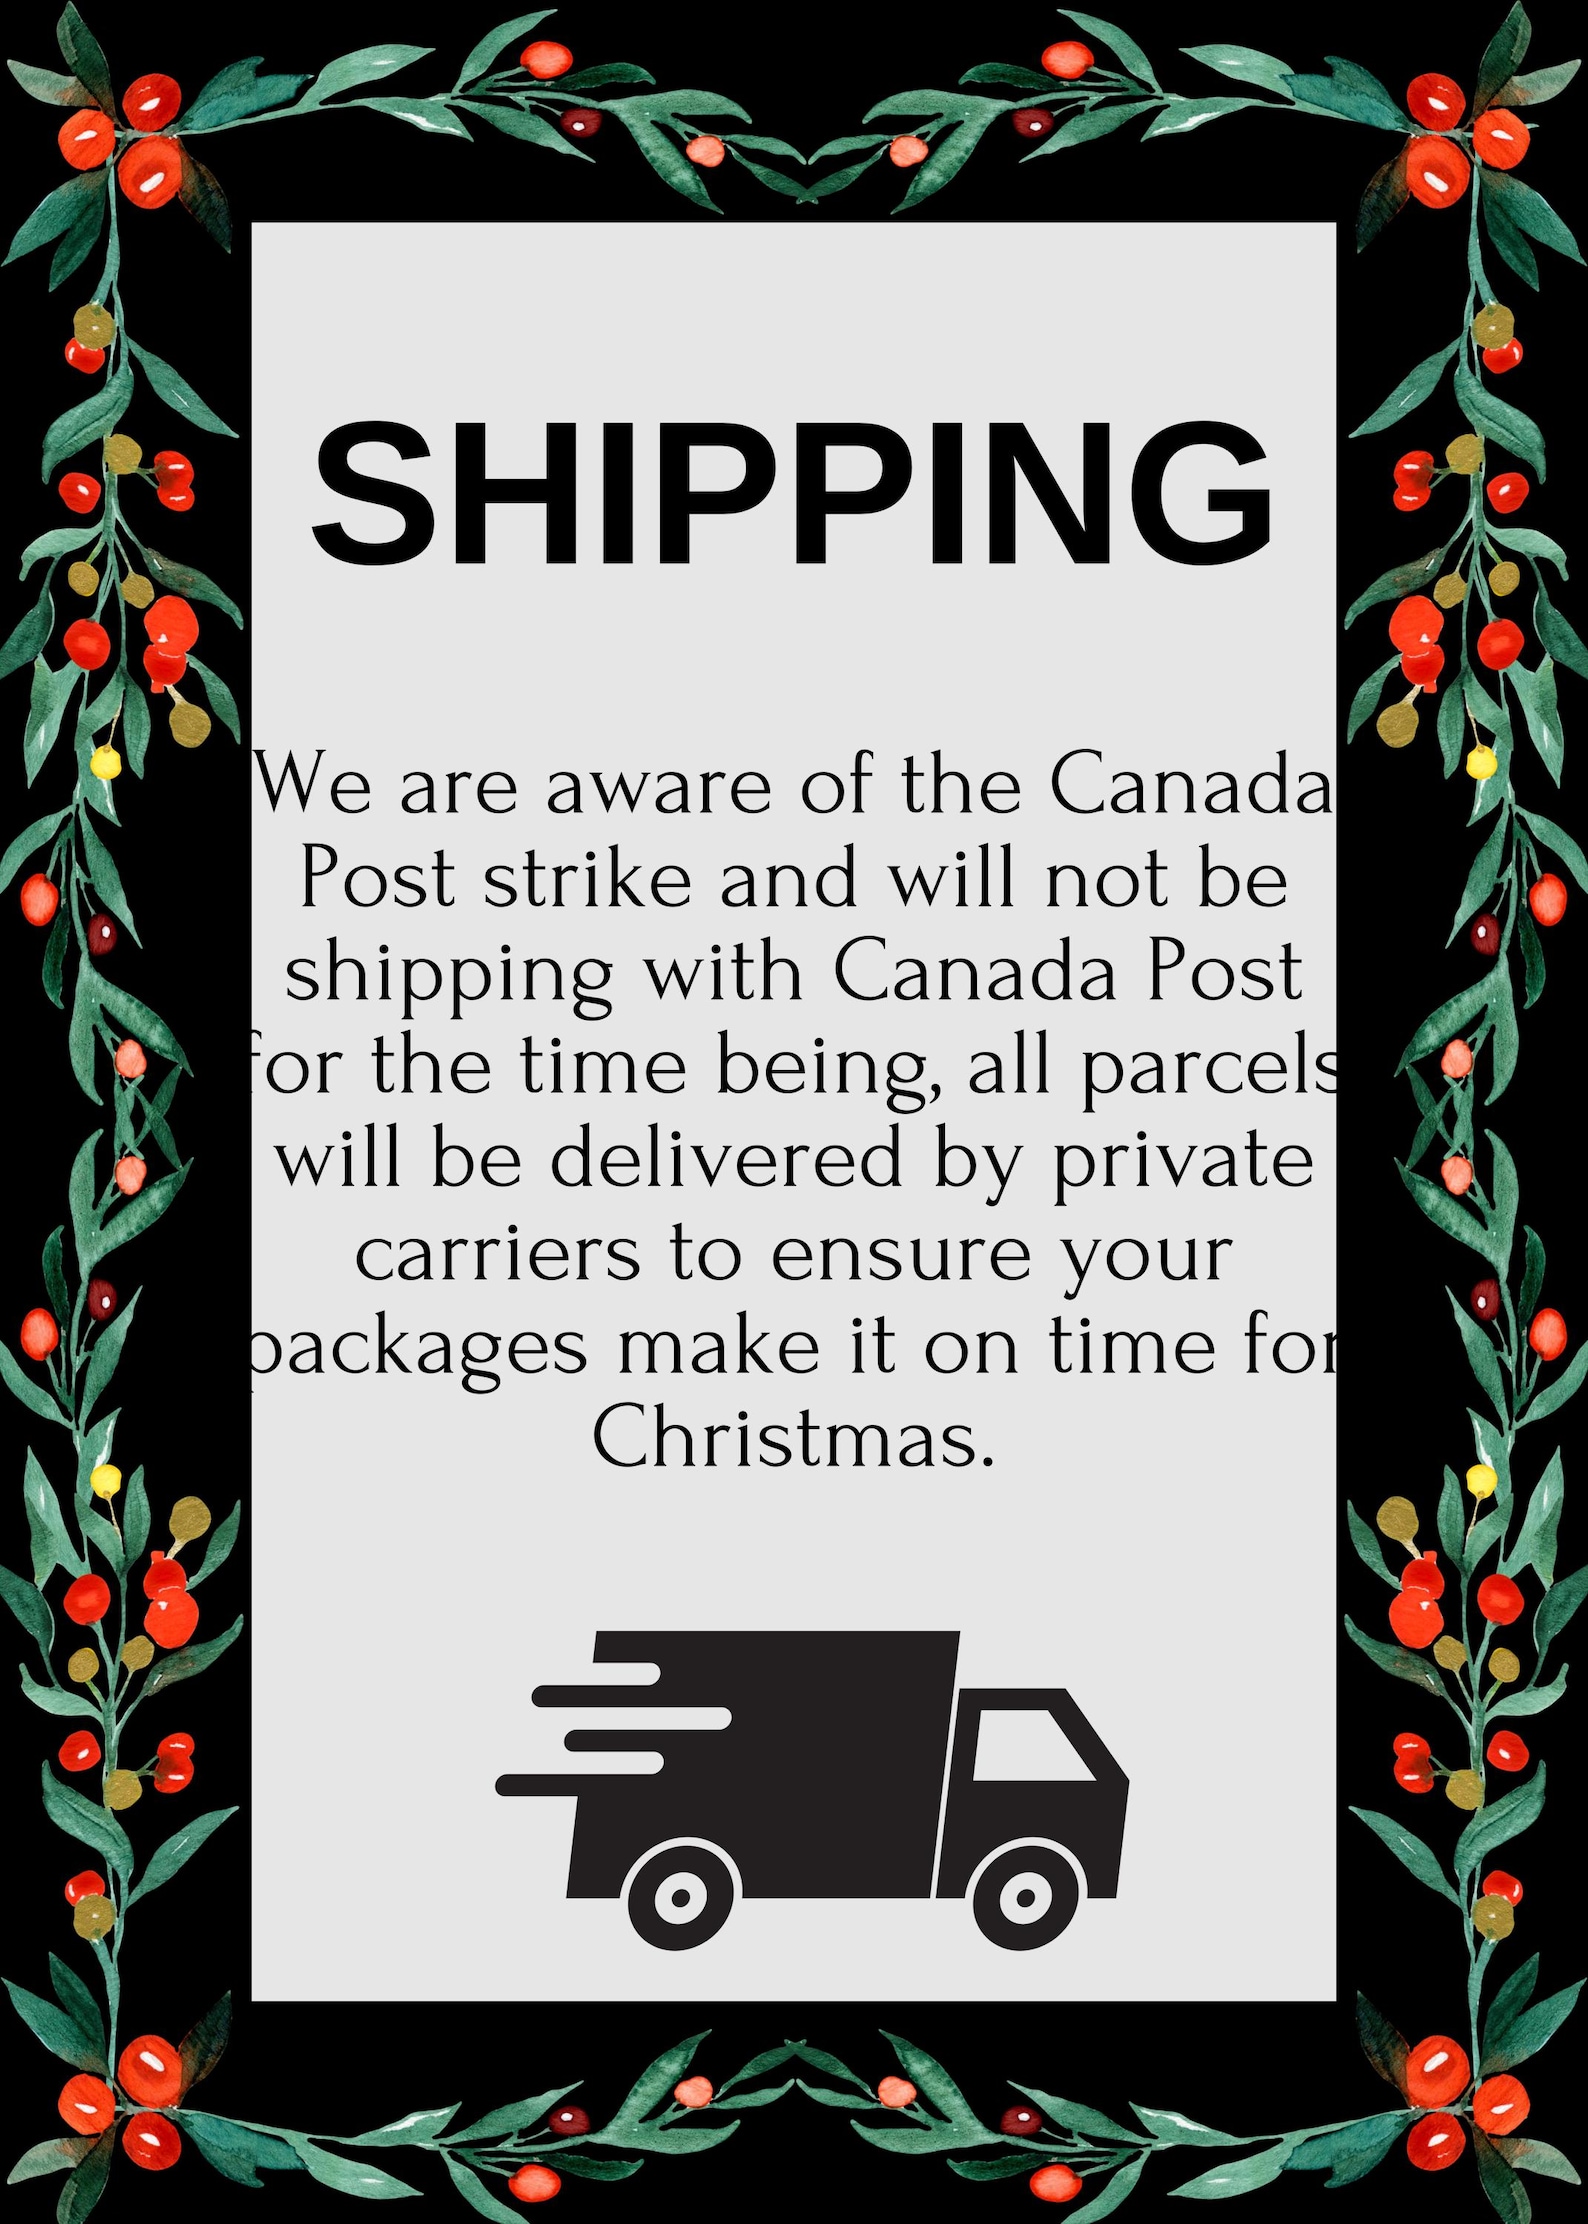 SHIPPING
We are aware of the Canada
Post strike and will not be
shipping with Canada Post
for the time being, all parcels
will be delivered by private
carriers to ensure your
packages make it on time for
Christmas.